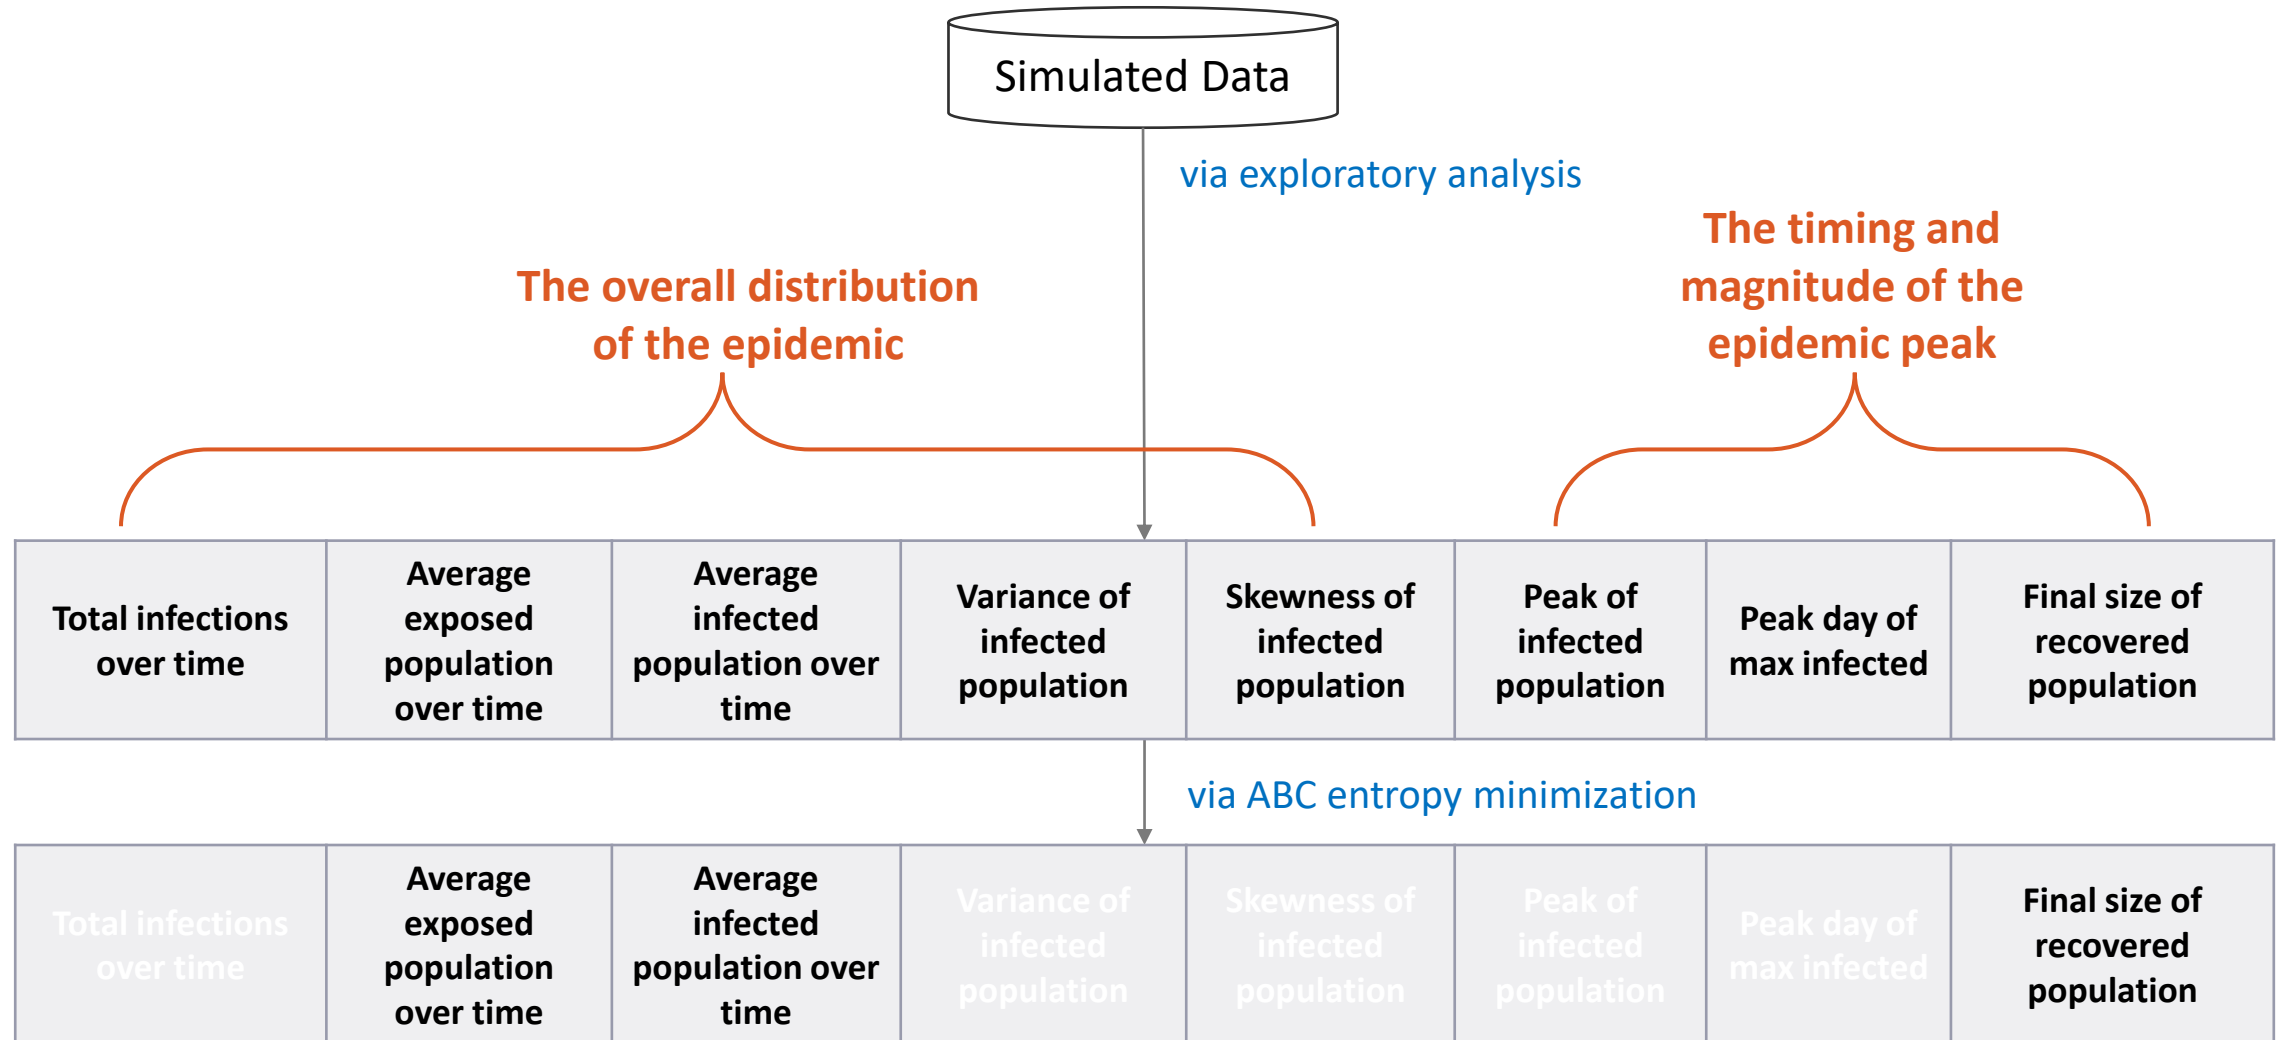 Simulated Data
via exploratory analysis
The overall distribution
of the epidemic
The timing and
magnitude of the
epidemic peak
Total infections
over time
Average
exposed
population
over time
Average
infected
population over
time
Variance of
infected
population
Skewness of
infected
population
Peak of
infected
population
Peak day of
max infected
Final size of
recovered
population
via ABC entropy minimization
Total infections
over time
Average
exposed
population
over time
Average
infected
population over
time
Variance of
infected
population
Skewness of
infected
population
Peak of
infected
population
Peak day of
max infected
Final size of
recovered
population